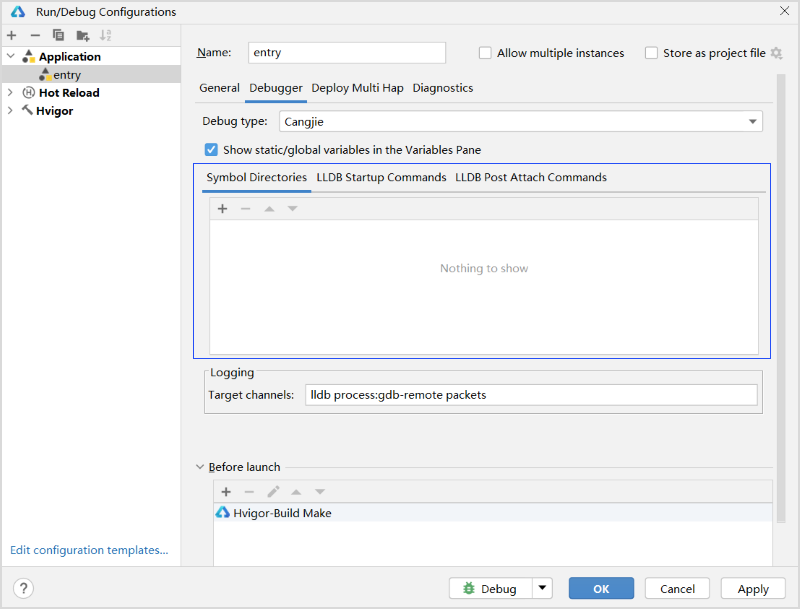 Run/Debug Configurations
Application
entry
Hot Reload
Hvigor
Edit configuration templates...
Name: entry Allow multiple instances Store as project file
General Debugger Deploy Multi Hap Diagnostics
Debug type: Cangjie
Show static/global variables in the Variables Pane
Symbol Directories LLDB Startup Commands LLDB Post Attach Commands
Nothing to show
Logging
Target channels: lldb process:gdb-remote packets
Before launch
Hvigor-Build Make
? Debug OK Cancel Apply